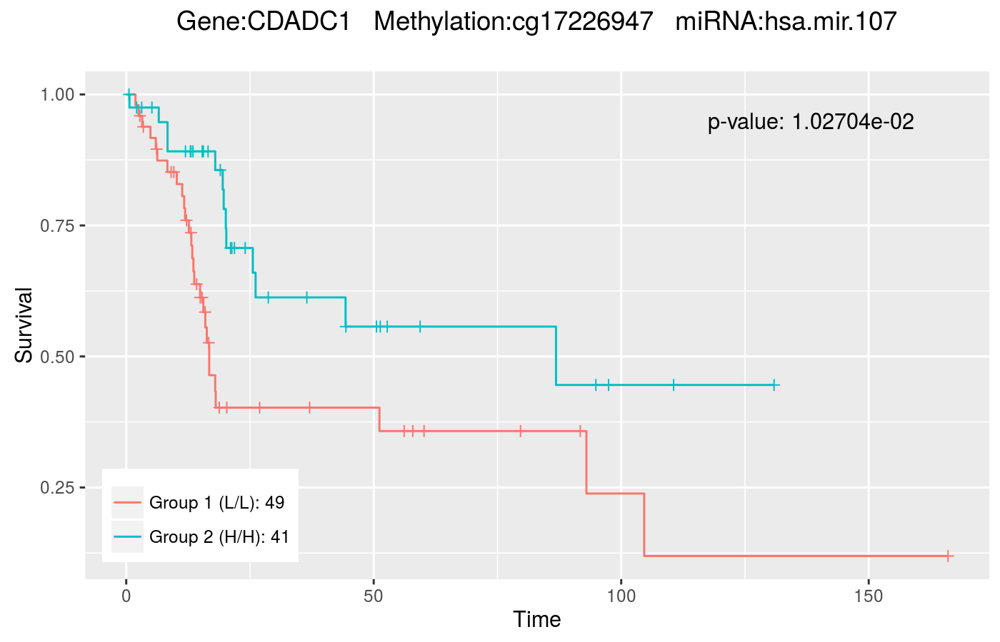 Gene:CDADC1   Methylation:cg17226947   miRNA:hsa.mir.107
p-value: 1.02704e-02
1.00
0.75
0.50
0.25
Survival
Group 1 (L/L): 49
Group 2 (H/H): 41
0 50 100 150
Time